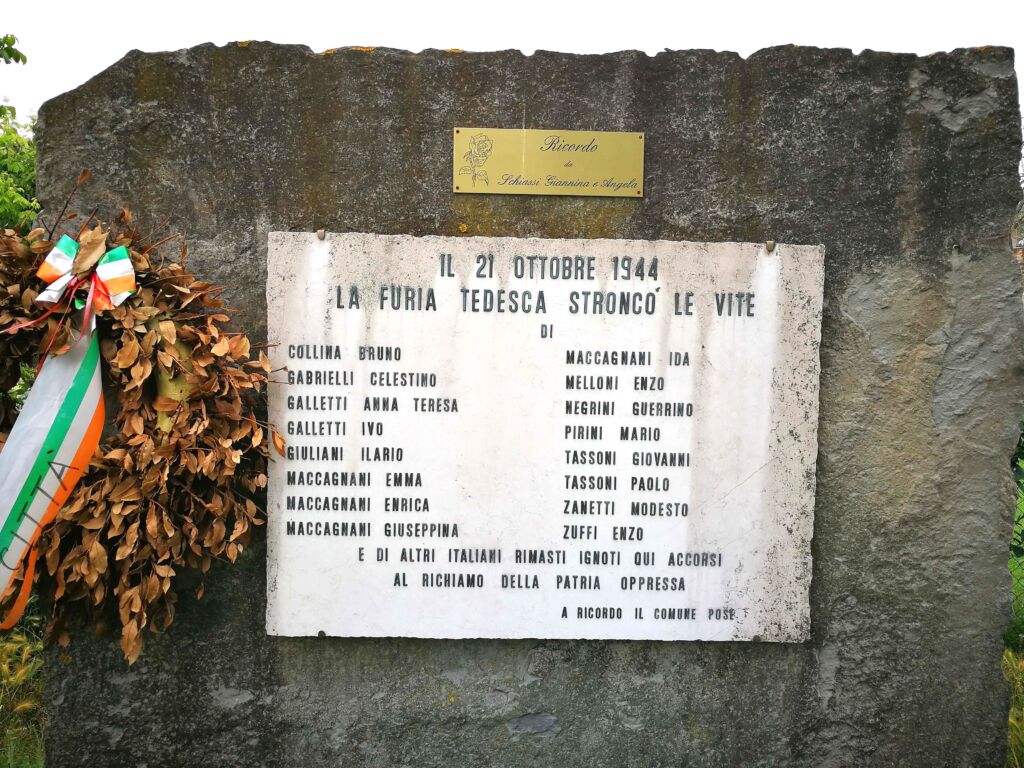 Ricordo
da
Schiassi Giannina e Angela
IL 21 OTTOBRE 1944
LA FURIA TEDESCA STRONCO' LE VITE
DI
COLLINA BRUNO
GABRIELLI CELESTINO
GALLETTI ANNA TERESA
GALLETTI IVO
GIULIANI ILARIO
MACCAGNANI EMMA
MACCAGNANI ENRICA
MACCAGNANI GIUSEPPINA
MACCAGNANI IDA
MELLONI ENZO
NEGRINI GUERRINO
PIRINI MARIO
TASSONI GIOVANNI
TASSONI PAOLO
ZANETTI MODESTO
ZUFFI ENZO
E DI ALTRI ITALIANI RIMASTI IGNOTI QUI ACCORSI
AL RICHIAMO DELLA PATRIA OPPRESSA
A RICORDO IL COMUNE POSE
CITTÀ